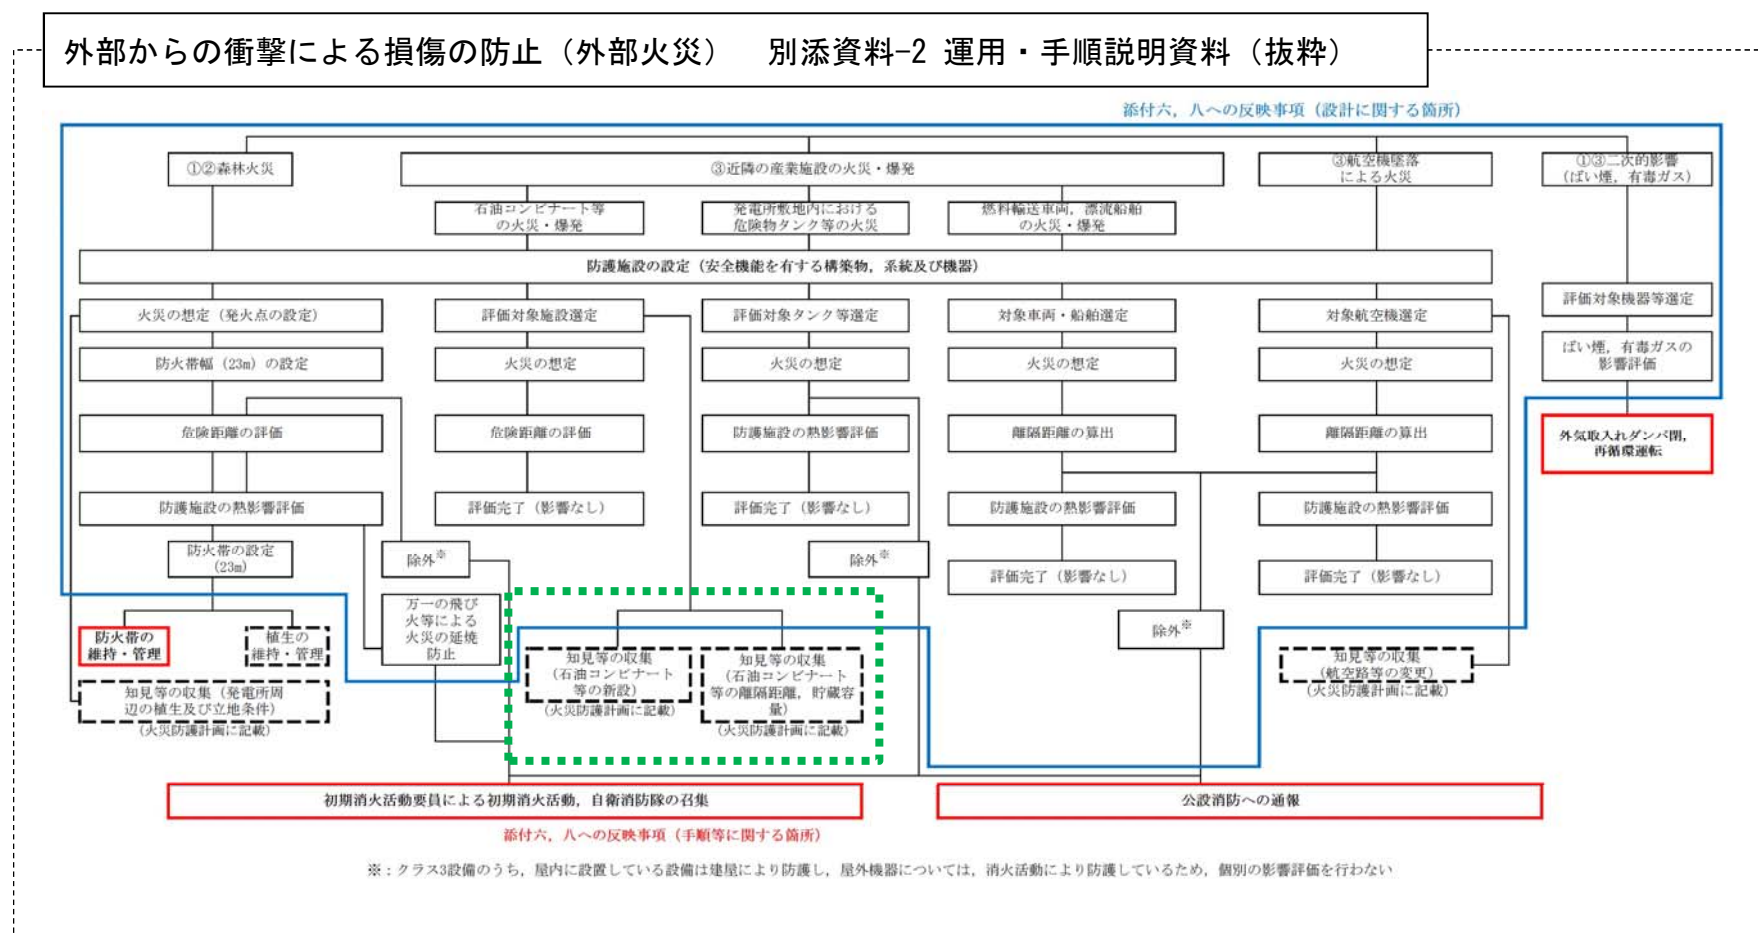 外部からの衝撃による損傷の防止（外部火災）　別添資料-2 運用・手順説明資料（抜粋）
添付六，八への反映事項（設計に関する箇所）
①②森林火災
③近隣の産業施設の火災・爆発
③航空機墜落
による火災
①③二次的影響
（ばい煙，有毒ガス）
石油コンビナート等
の火災・爆発
発電所敷地内における
危険物タンク等の火災
燃料輸送車両，漂流船舶
の火災・爆発
防護施設の設定（安全機能を有する構築物，系統及び機器）
火災の想定（発火点の設定）
評価対象施設選定
評価対象タンク等選定
対象車両・船舶選定
対象航空機選定
評価対象機器等選定
防火帯幅（23m）の設定
火災の想定
火災の想定
火災の想定
火災の想定
ばい煙，有毒ガスの
影響評価
危険距離の評価
危険距離の評価
防護施設の熱影響評価
離隔距離の算出
離隔距離の算出
外気取入れダンパ閉，
再循環運転
防護施設の熱影響評価
評価完了（影響なし）
評価完了（影響なし）
防護施設の熱影響評価
防護施設の熱影響評価
防火帯の設定
（23m）
除外※
除外※
評価完了（影響なし）
評価完了（影響なし）
防火帯の
維持・管理
植生の
維持・管理
万一の飛び
火等による
火災の延焼
防止
除外※
知見等の収集（発電所周
辺の植生及び立地条件）
（火災防護計画に記載）
知見等の収集
（石油コンビナート
等の新設）
（火災防護計画に記載）
知見等の収集
（石油コンビナート
等の離隔距離，貯蔵容
量）
（火災防護計画に記載）
知見等の収集
（航空路等の変更）
（火災防護計画に記載）
初期消火活動要員による初期消火活動，自衛消防隊の召集
公設消防への通報
添付六，八への反映事項（手順等に関する箇所）
※：クラス3設備のうち，屋内に設置している設備は建屋により防護し，屋外機器については，消火活動により防護しているため，個別の影響評価を行わない